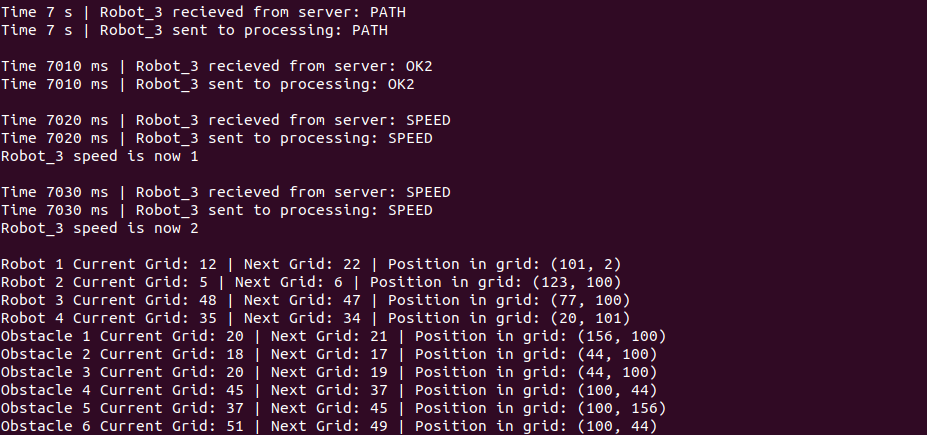 Time 7 s | Robot_3 recieved from server: PATH
Time 7 s | Robot_3 sent to processing: PATH
Time 7010 ms | Robot_3 recieved from server: OK2
Time 7010 ms | Robot_3 sent to processing: OK2
Time 7020 ms | Robot_3 recieved from server: SPEED
Time 7020 ms | Robot_3 sent to processing: SPEED
Robot_3 speed is now 1
Time 7030 ms | Robot_3 recieved from server: SPEED
Time 7030 ms | Robot_3 sent to processing: SPEED
Robot_3 speed is now 2
Robot 1 Current Grid: 12 | Next Grid: 22 | Position in grid: (101, 2)
Robot 2 Current Grid: 5 | Next Grid: 6 | Position in grid: (123, 100)
Robot 3 Current Grid: 48 | Next Grid: 47 | Position in grid: (77, 100)
Robot 4 Current Grid: 35 | Next Grid: 34 | Position in grid: (20, 101)
Obstacle 1 Current Grid: 20 | Next Grid: 21 | Position in grid: (156, 100)
Obstacle 2 Current Grid: 18 | Next Grid: 17 | Position in grid: (44, 100)
Obstacle 3 Current Grid: 20 | Next Grid: 19 | Position in grid: (44, 100)
Obstacle 4 Current Grid: 45 | Next Grid: 37 | Position in grid: (100, 44)
Obstacle 5 Current Grid: 37 | Next Grid: 45 | Position in grid: (100, 156)
Obstacle 6 Current Grid: 51 | Next Grid: 49 | Position in grid: (100, 44)